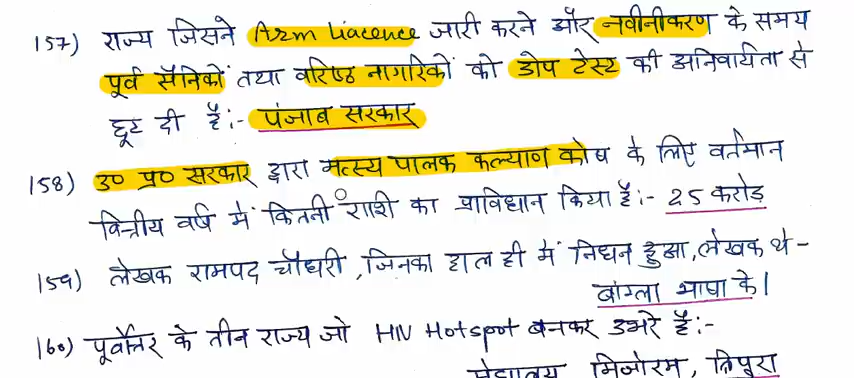 157) राज्य जिसने Arm liacence जारी करने और नवीनीकरण के समय
पूर्व सैनिकों तथा वरिष्ठ नागरिकों को डोप टेस्ट की अनिवार्यता से
छूट दी है:- पंजाब सरकार
158) उ० प्र० सरकार द्वारा मत्स्य पालक कल्याण कोष के लिए वर्तमान
वित्तीय वर्ष में कितनी राशी का प्राविधान किया है:- 25 करोड़
159) लेखक रामपद चौधरी, जिनका हाल ही में निधन हुआ, लेखक थे -
बांग्ला भाषा के।
160) पूर्वोत्तर के तीन राज्य जो HIV Hotspot बनकर उभरे है:-
मेघालय मिजोरम, त्रिपुरा